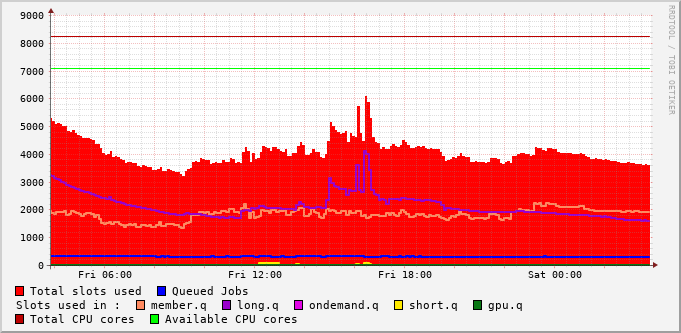 9000
8000
7000
6000
5000
4000
3000
2000
1000
0
Fri 06:00 Fri 12:00 Fri 18:00 Sat 00:00
Total slots used Queued Jobs
Slots used in : member.q long.q ondemand.q short.q gpu.q
Total CPU cores Available CPU cores
RRDTOOL / TOBI OETIKER